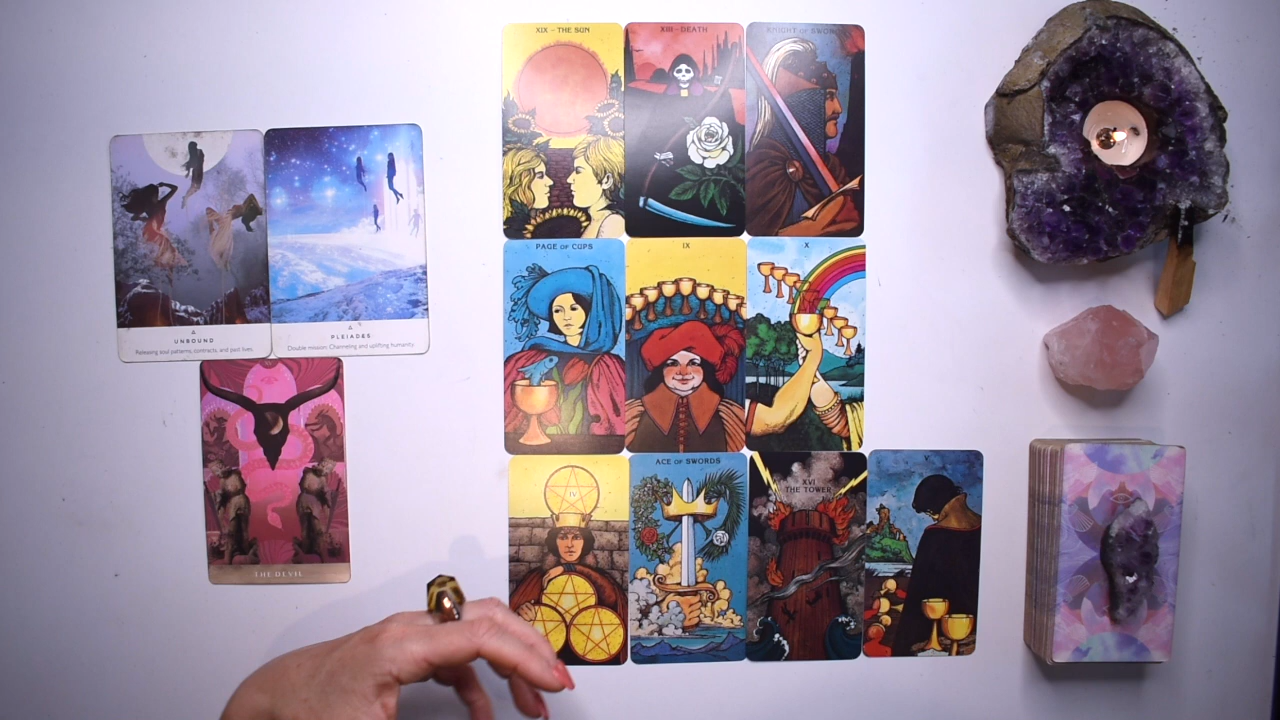 XIX - THE SUN
XIII - DEATH
KNIGHT OF SWORDS
UNBOUND
Releasing soul patterns, contracts, and past lives.
PLEIADES
Double mission. Channeling and uplifting humanity.
PAGE OF CUPS
IX
X
THE DEVIL
IV
ACE OF SWORDS
XVI
THE TOWER
V